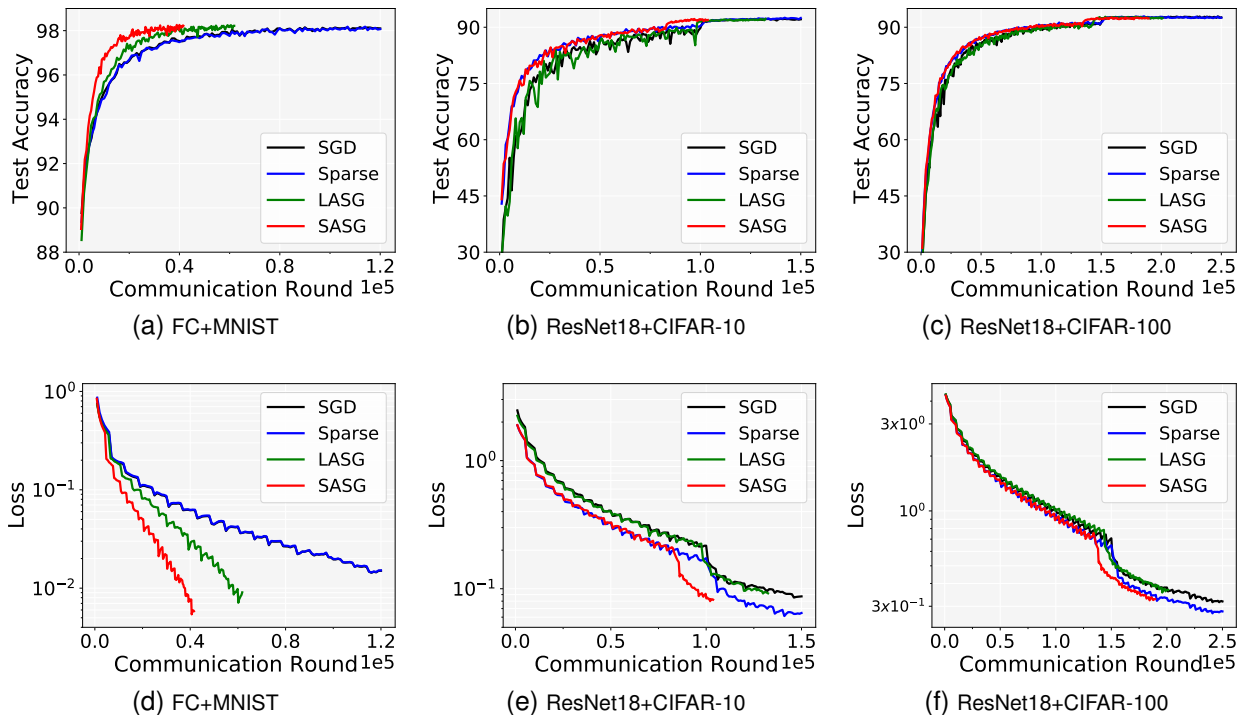 98
96
94
92
90
88
Test Accuracy
SGD
Sparse
LASG
SASG
0.0
0.4
0.8
1.2
Communication Round 1e5
(a) FC+MNIST
90
75
60
45
30
Test Accuracy
SGD
Sparse
LASG
SASG
0.0
0.5
1.0
1.5
Communication Round 1e5
(b) ResNet18+CIFAR-10
90
75
60
45
30
Test Accuracy
SGD
Sparse
LASG
SASG
0.0
0.5
1.0
1.5
2.0
2.5
Communication Round 1e5
(c) ResNet18+CIFAR-100
10^0
10^-1
10^-2
Loss
SGD
Sparse
LASG
SASG
0.0
0.4
0.8
1.2
Communication Round 1e5
(d) FC+MNIST
10^0
10^-1
Loss
SGD
Sparse
LASG
SASG
0.0
0.5
1.0
1.5
Communication Round 1e5
(e) ResNet18+CIFAR-10
3×10^0
10^0
3×10^-1
Loss
SGD
Sparse
LASG
SASG
0.0
0.5
1.0
1.5
2.0
2.5
Communication Round 1e5
(f) ResNet18+CIFAR-100